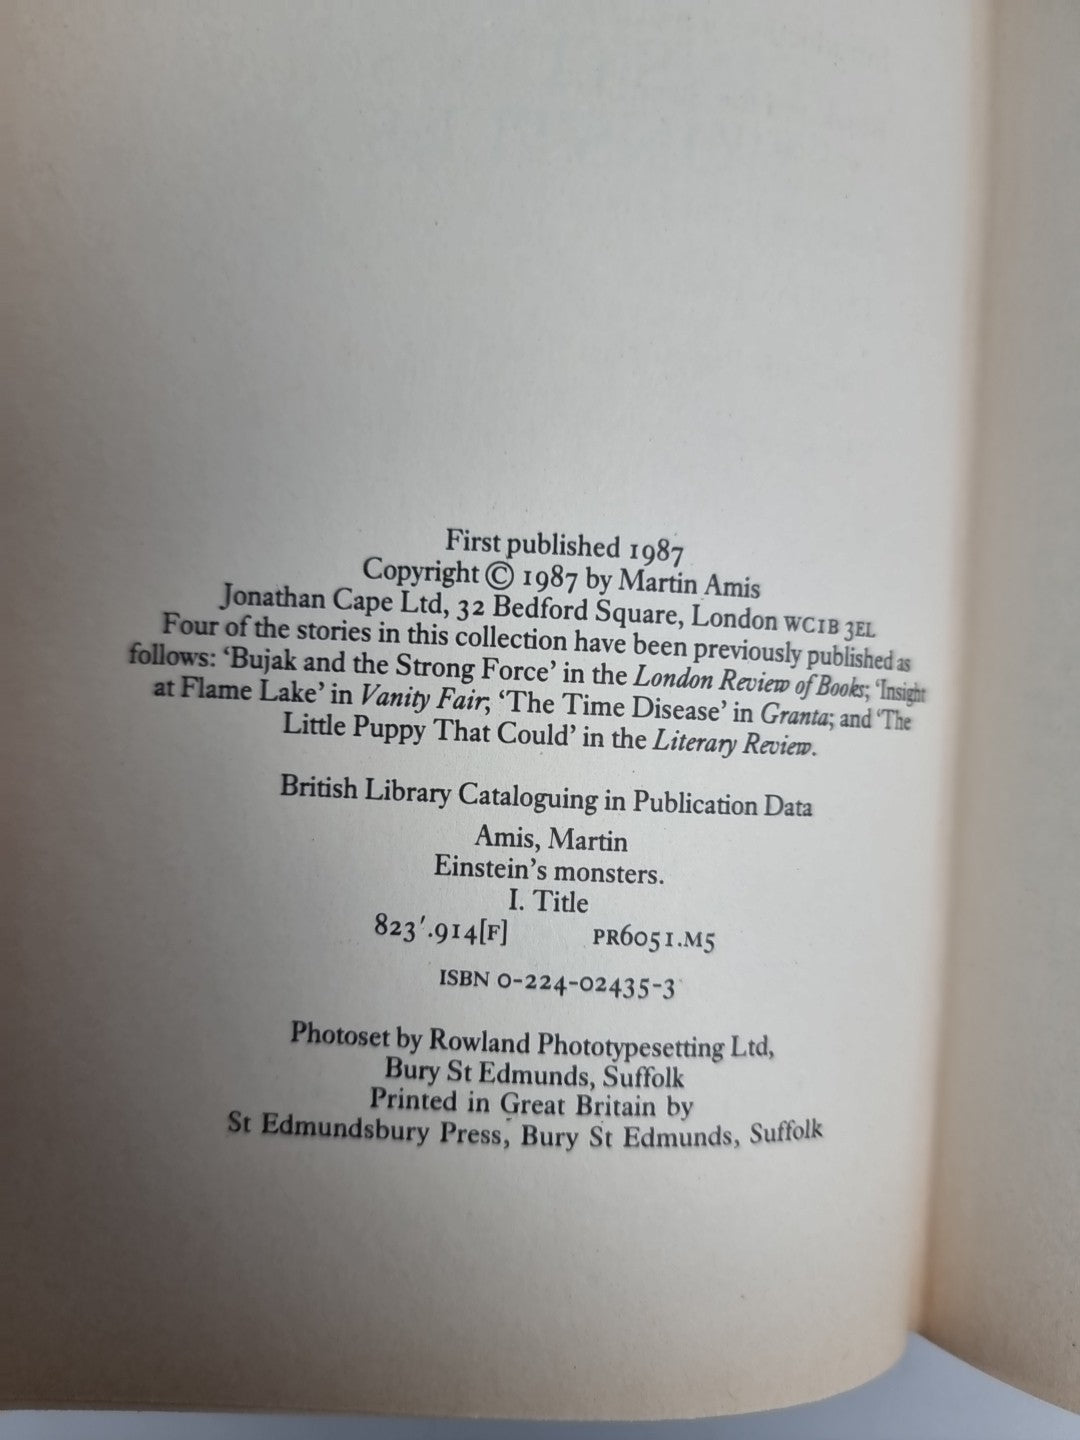 First published 1987
Copyright © 1987 by Martin Amis
Jonathan Cape Ltd, 32 Bedford Square, London WC1B 3EL
Four of the stories in this collection have been previously published as
follows: ‘Bujak and the Strong Force’ in the London Review of Books; ‘Insight
at Flame Lake’ in Vanity Fair; ‘The Time Disease’ in Granta; and ‘The
Little Puppy That Could’ in the Literary Review.
British Library Cataloguing in Publication Data
Amis, Martin
Einstein’s monsters.
I. Title
823′.914[F] PR6051.M5
ISBN 0-224-02435-3
Photoset by Rowland Phototypesetting Ltd,
Bury St Edmunds, Suffolk
Printed in Great Britain by
St Edmundsbury Press, Bury St Edmunds, Suffolk